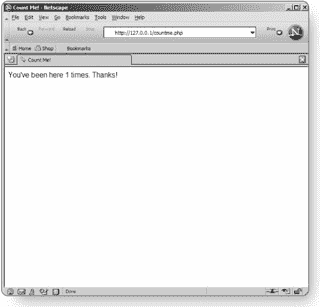 Count Me! - Netscape
File Edit View Go Bookmarks Tools Window Help
Back Reload Print
http://127.0.0.1/countme.php
Home Shop Bookmarks
Count Me!
You've been here 1 times. Thanks!
Done